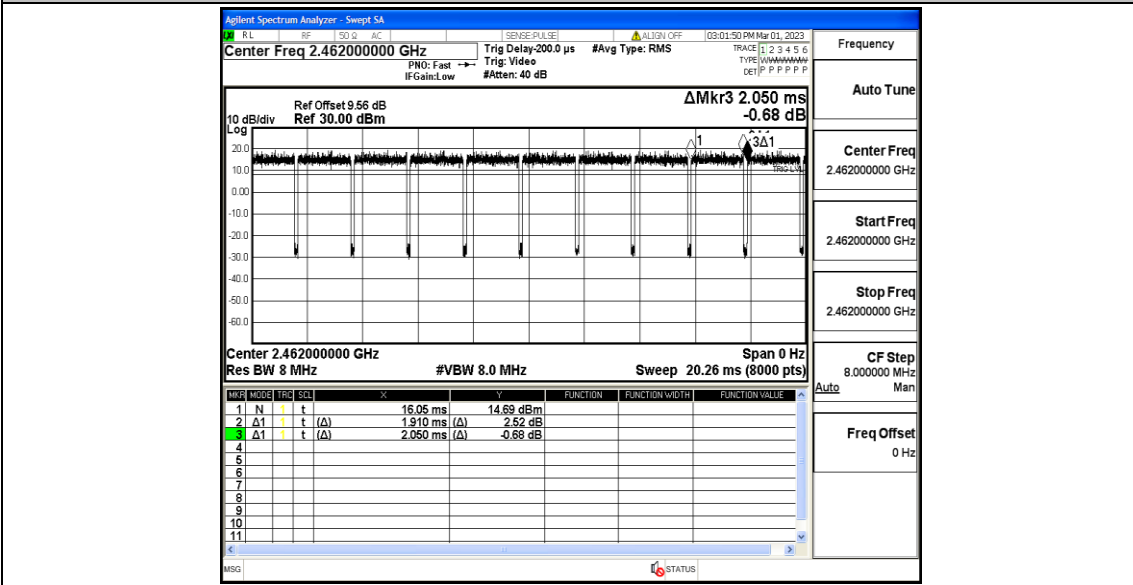 Agilent Spectrum Analyzer - Swept SA
RL RF 50 Ω AC SENSE:PULSE ALIGN OFF 03:01:50 PM Mar 01, 2023
Center Freq 2.462000000 GHz
PNO: Fast
IFGain:Low
Trig Delay-200.0 µs
Trig: Video
#Atten: 40 dB
#Avg Type: RMS
TRACE 1 2 3 4 5 6
TYPE
DET P P P P P P
ΔMkr3 2.050 ms
-0.68 dB
Ref Offset 9.56 dB
10 dB/div Ref 30.00 dBm
Log
20.0
10.0
0.00
-10.0
-20.0
-30.0
-40.0
-50.0
-60.0
1
3Δ1
TRIG LVL
Center 2.462000000 GHz Span 0 Hz
Res BW 8 MHz #VBW 8.0 MHz Sweep 20.26 ms (8000 pts)
MKR MODE TRC SCL X Y FUNCTION FUNCTION WIDTH FUNCTION VALUE
1 N t 16.05 ms 14.69 dBm
2 Δ1 t (Δ) 1.910 ms (Δ) 2.52 dB
3 Δ1 t (Δ) 2.050 ms (Δ) -0.68 dB
4
5
6
7
8
9
10
11
MSG STATUS
Frequency
Auto Tune
Center Freq
2.462000000 GHz
Start Freq
2.462000000 GHz
Stop Freq
2.462000000 GHz
CF Step
8.000000 MHz
Auto Man
Freq Offset
0 Hz